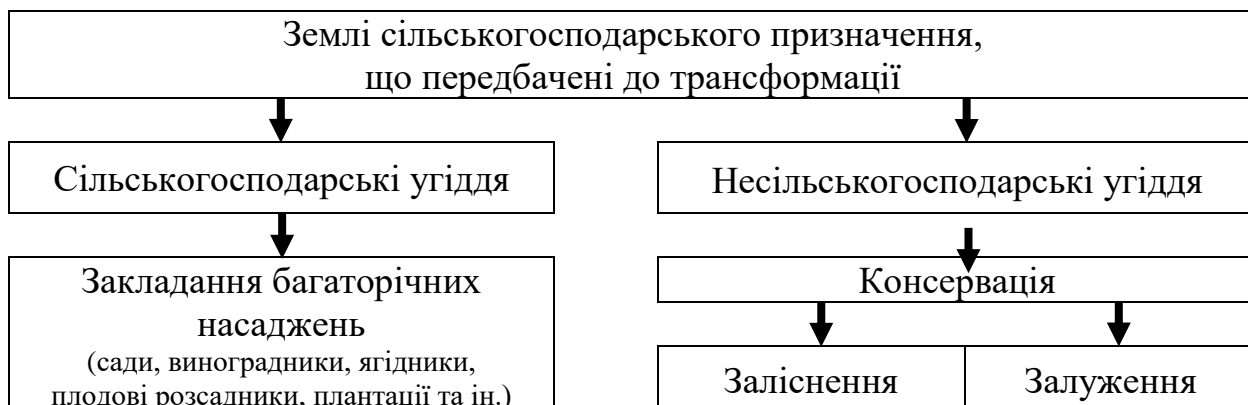 Землі сільськогосподарського призначення,
що передбачені до трансформації
Сільськогосподарські угіддя
Несільськогосподарські угіддя
Закладання багаторічних
насаджень
(сади, виноградники, ягідники,
плодові розсадники, плантації та ін.)
Консервація
Заліснення
Залуження